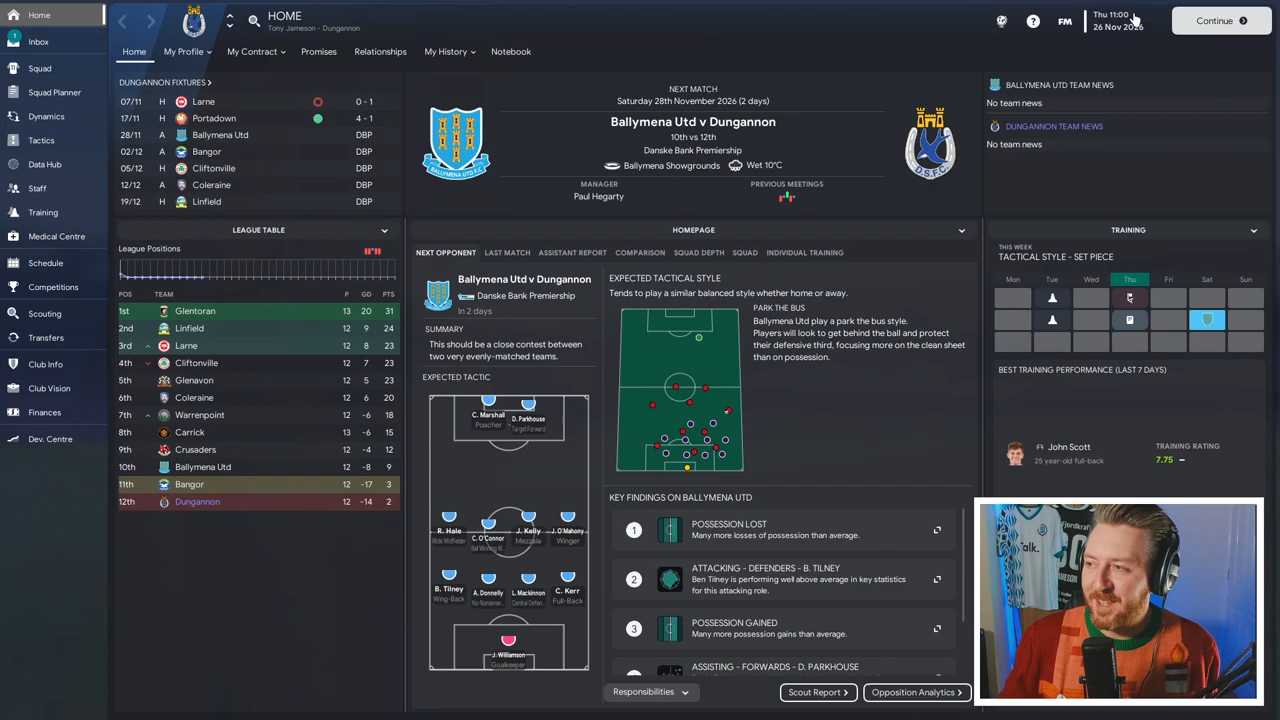 Home
1
Inbox
Squad
Squad Planner
Dynamics
Tactics
Data Hub
Staff
Training
Medical Centre
Schedule
Competitions
Scouting
Transfers
Club Info
Club Vision
Finances
Dev. Centre
HOME
Tony Jameson - Dungannon
FM
Thu 11:00
26 Nov 2026
Continue
Home
My Profile
My Contract
Promises
Relationships
My History
Notebook
DUNGANNON FIXTURES >
07/11 H Larne 0 - 1
17/11 H Portadown 4 - 1
28/11 A Ballymena Utd DBP
02/12 A Bangor DBP
05/12 H Cliftonville DBP
12/12 A Coleraine DBP
19/12 H Linfield DBP
NEXT MATCH
Saturday 28th November 2026 (2 days)
Ballymena Utd v Dungannon
10th vs 12th
Danske Bank Premiership
Ballymena Showgrounds Wet 10°C
MANAGER
Paul Hegarty
PREVIOUS MEETINGS
BALLYMENA UTD F.C
D.S.F.C.
BALLYMENA UTD TEAM NEWS
No team news
DUNGANNON TEAM NEWS
No team news
LEAGUE TABLE
League Positions
POS TEAM P GD PTS
1st Glentoran 13 20 31
2nd Linfield 12 9 24
3rd Larne 12 8 23
4th Cliftonville 12 7 23
5th Glenavon 12 5 23
6th Coleraine 12 6 20
7th Warrenpoint 12 -6 18
8th Carrick 13 -6 15
9th Crusaders 12 -4 12
10th Ballymena Utd 12 -8 9
11th Bangor 12 -17 3
12th Dungannon 12 -14 2
HOMEPAGE
NEXT OPPONENT
LAST MATCH
ASSISTANT REPORT
COMPARISON
SQUAD DEPTH
SQUAD
INDIVIDUAL TRAINING
Ballymena Utd v Dungannon
Danske Bank Premiership
In 2 days
SUMMARY
This should be a close contest
between two very evenly-matched
teams.
EXPECTED TACTIC
C. Marshall
Poacher
D. Parkhouse
Target Forward
R. Hale
Wide Midfielder
C. O'Connor
Ball Winning M...
J. Kelly
Mezzala
J. O'Mahony
Winger
B. Tilney
Wing-Back
A. Donnelly
No-Nonsense...
L. Mackinnon
Central Defen...
C. Kerr
Full-Back
J. Williamson
Goalkeeper
EXPECTED TACTICAL STYLE
Tends to play a similar balanced style whether home or away.
PARK THE BUS
Ballymena Utd play a park the bus style.
Players will look to get behind the ball and protect
their defensive third, focusing more on the clean sheet
than on possession.
KEY FINDINGS ON BALLYMENA UTD
1
POSSESSION LOST
Many more losses of possession than average.
2
ATTACKING - DEFENDERS - B. TILNEY
Ben Tilney is performing well above average in key statistics
for this attacking role.
3
POSSESSION GAINED
Many more possession gains than average.
ASSISTING - FORWARDS - D. PARKHOUSE
Responsibilities
Scout Report >
Opposition Analytics >
TRAINING
THIS WEEK
TACTICAL STYLE - SET PIECE
Mon Tue Wed Thu Fri Sat Sun
BEST TRAINING PERFORMANCE (LAST 7 DAYS)
John Scott
25 year-old full-back
TRAINING RATING
7.75
Talk.
Fjordkraft